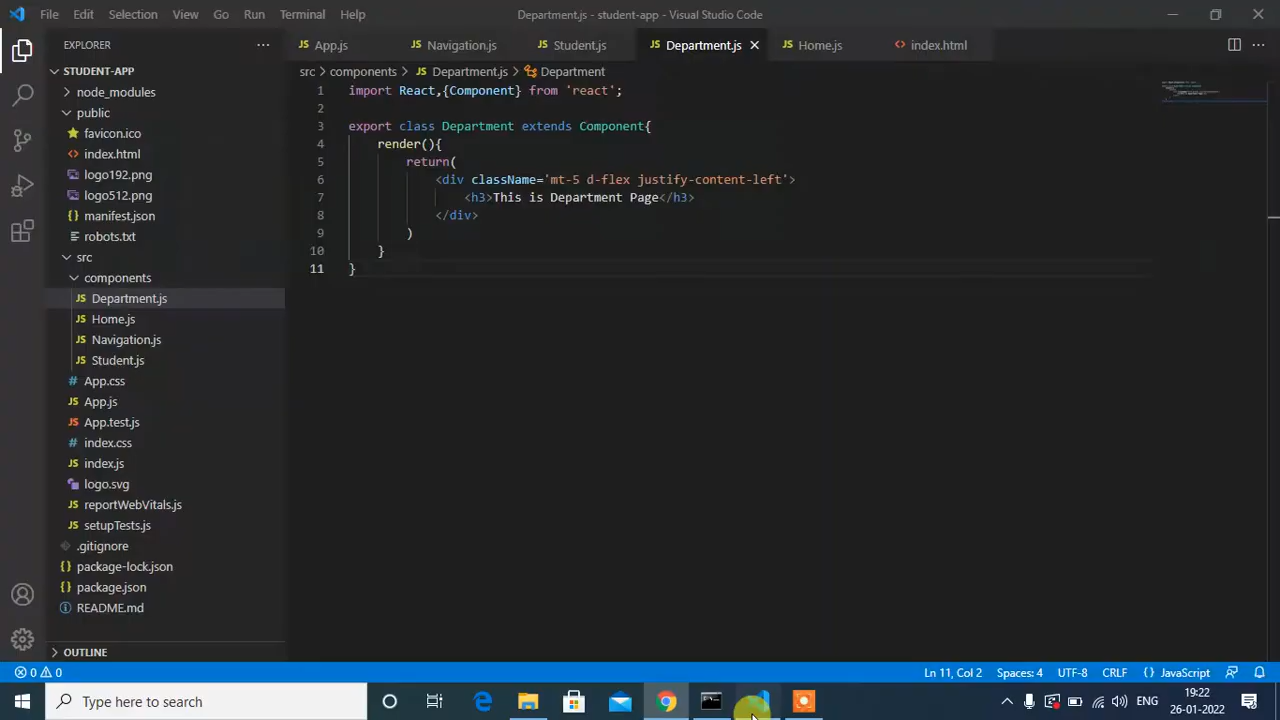 File Edit Selection View Go Run Terminal Help Department.js - student-app - Visual Studio Code
EXPLORER
App.js Navigation.js Student.js Department.js Home.js index.html
STUDENT-APP
src > components > Department.js > Department
node_modules
public
favicon.ico
index.html
logo192.png
logo512.png
manifest.json
robots.txt
src
components
Department.js
Home.js
Navigation.js
Student.js
App.css
App.js
App.test.js
index.css
index.js
logo.svg
reportWebVitals.js
setupTests.js
.gitignore
package-lock.json
package.json
README.md
OUTLINE
1 import React,{Component} from 'react';
2
3 export class Department extends Component{
4 render(){
5 return(
6 <div className='mt-5 d-flex justify-content-left'>
7 <h3>This is Department Page</h3>
8 </div>
9 )
10 }
11 }
0 0 Ln 11, Col 2 Spaces: 4 UTF-8 CRLF {} JavaScript
Type here to search
ENG
19:22
26-01-2022